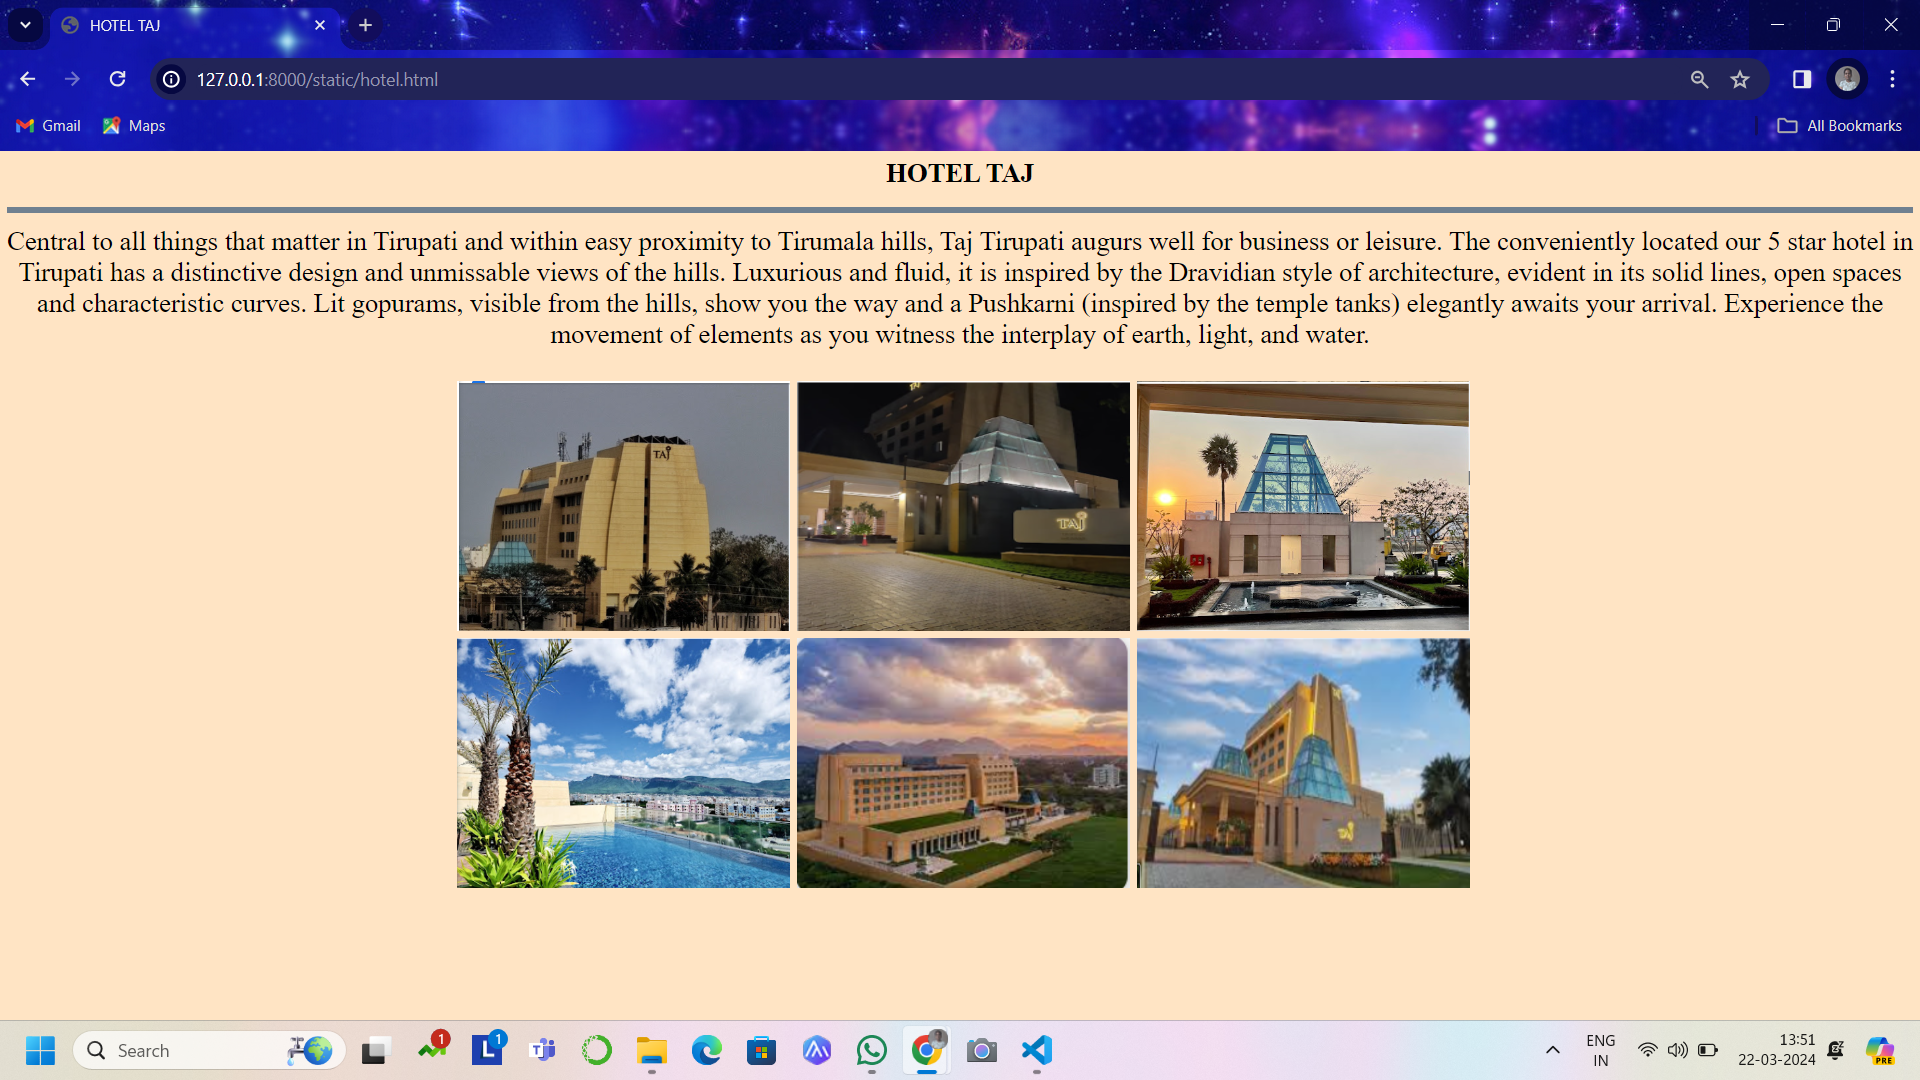 HOTEL TAJ
127.0.0.1:8000/static/hotel.html
Gmail
Maps
All Bookmarks
HOTEL TAJ
Central to all things that matter in Tirupati and within easy proximity to Tirumala hills, Taj Tirupati augurs well for business or leisure. The conveniently located our 5 star hotel in
Tirupati has a distinctive design and unmissable views of the hills. Luxurious and fluid, it is inspired by the Dravidian style of architecture, evident in its solid lines, open spaces
and characteristic curves. Lit gopurams, visible from the hills, show you the way and a Pushkarni (inspired by the temple tanks) elegantly awaits your arrival. Experience the
movement of elements as you witness the interplay of earth, light, and water.
TAJ
TAJ
TAJ
Search
1
L
1
ENG
IN
13:51
22-03-2024
PRE